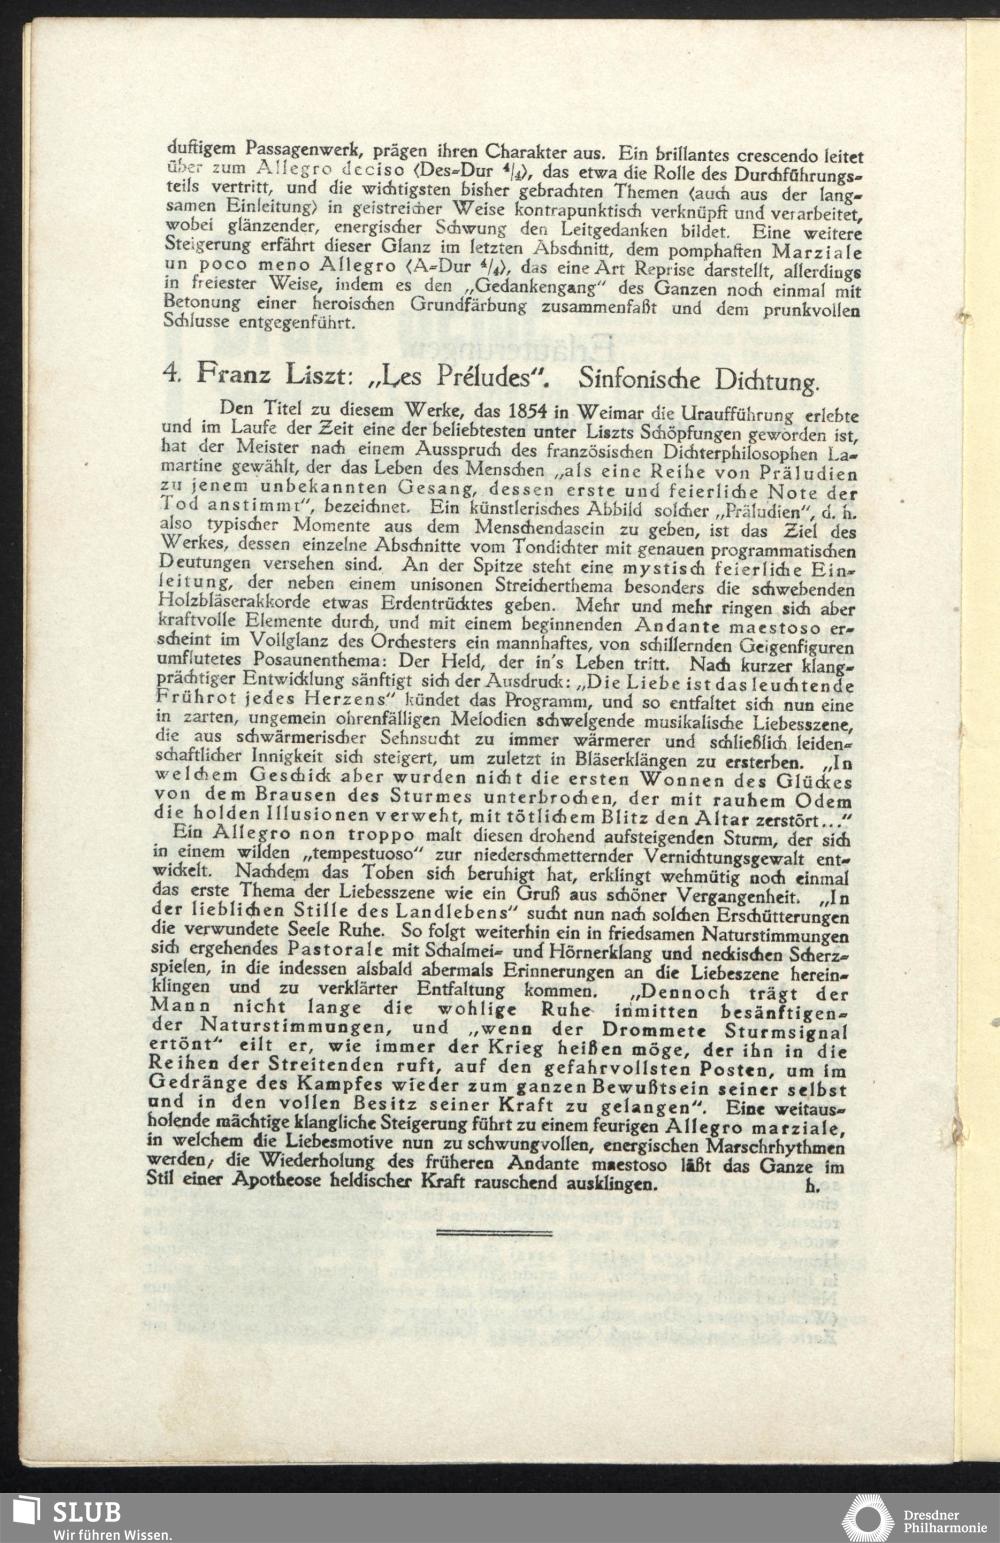 duftigem Passagenwerk, prägen ihren Charakter aus. Ein brillantes crescendo leitet
über zum Allegro deciso (Des-Dur 4/4), das etwa die Rolle des Durchführungs-
teils vertritt, und die wichtigsten bisher gebrachten Themen (auch aus der lang-
samen Einleitung) in geistreicher Weise kontrapunktisch verknüpft und verarbeitet,
wobei glänzender, energischer Schwung den Leitgedanken bildet. Eine weitere
Steigerung erfährt dieser Glanz im letzten Abschnitt, dem pomphaften Marziale
un poco meno Allegro (A-Dur 4/4), das eine Art Reprise darstellt, allerdings
in freiester Weise, indem es den „Gedankengang" des Ganzen noch einmal mit
Betonung einer heroischen Grundfärbung zusammenfaßt und dem prunkvollen
Schlusse entgegenführt.
4. Franz Liszt: „Les Préludes". Sinfonische Dichtung.
Den Titel zu diesem Werke, das 1854 in Weimar die Uraufführung erlebte
und im Laufe der Zeit eine der beliebtesten unter Liszts Schöpfungen geworden ist,
hat der Meister nach einem Ausspruch des französischen Dichterphilosophen La-
martine gewählt, der das Leben des Menschen „als eine Reihe von Präludien
zu jenem unbekannten Gesang, dessen erste und feierliche Note der
Tod anstimmt", bezeichnet. Ein künstlerisches Abbild solcher „Präludien", d. h.
also typischer Momente aus dem Menschendasein zu geben, ist das Ziel des
Werkes, dessen einzelne Abschnitte vom Tondichter mit genauen programmatischen
Deutungen versehen sind. An der Spitze steht eine mystisch feierliche Ein-
leitung, der neben einem unisonen Streicherthema besonders die schwebenden
Holzbläserakkorde etwas Erdentrücktes geben. Mehr und mehr ringen sich aber
kraftvolle Elemente durch, und mit einem beginnenden Andante maestoso er-
scheint im Vollglanz des Orchesters ein mannhaftes, von schillernden Geigenfiguren
umflutetes Posaunenthema: Der Held, der in's Leben tritt. Nach kurzer klang-
prächtiger Entwicklung sänftigt sich der Ausdruck: „Die Liebe ist das leuchtende
Frührot jedes Herzens" kündet das Programm, und so entfaltet sich nun eine
in zarten, ungemein ohrenfälligen Melodien schwelgende musikalische Liebesszene,
die aus schwärmerischer Sehnsucht zu immer wärmerer und schließlich leiden-
schaftlicher Innigkeit sich steigert, um zuletzt in Bläserklängen zu ersterben. „In
welchem Geschick aber wurden nicht die ersten Wonnen des Glückes
von dem Brausen des Sturmes unterbrochen, der mit rauhem Odem
die holden Illusionen verweht, mit tötlichem Blitz den Altar zerstört..."
Ein Allegro non troppo malt diesen drohend aufsteigenden Sturm, der sich
in einem wilden „tempestuoso" zur niederschmetternder Vernichtungsgewalt ent-
wickelt. Nachdem das Toben sich beruhigt hat, erklingt wehmütig noch einmal
das erste Thema der Liebesszene wie ein Gruß aus schöner Vergangenheit. „In
der lieblichen Stille des Landlebens" sucht nun nach solchen Erschütterungen
die verwundete Seele Ruhe. So folgt weiterhin ein in friedsamen Naturstimmungen
sich ergehendes Pastorale mit Schalmei- und Hörnerklang und neckischen Scherz-
spielen, in die indessen alsbald abermals Erinnerungen an die Liebeszene herein-
klingen und zu verklärter Entfaltung kommen. „Dennoch trägt der
Mann nicht lange die wohlige Ruhe inmitten besänftigen-
der Naturstimmungen, und „wenn der Drommete Sturmsignal
ertönt" eilt er, wie immer der Krieg heißen möge, der ihn in die
Reihen der Streitenden ruft, auf den gefahrvollsten Posten, um im
Gedränge des Kampfes wieder zum ganzen Bewußtsein seiner selbst
und in den vollen Besitz seiner Kraft zu gelangen". Eine weitaus-
holende mächtige klangliche Steigerung führt zu einem feurigen Allegro marziale,
in welchem die Liebesmotive nun zu schwungvollen, energischen Marschrhythmen
werden; die Wiederholung des früheren Andante maestoso läßt das Ganze im
Stil einer Apotheose heldischer Kraft rauschend ausklingen. h.
SLUB
Wir führen Wissen.
Dresdner
Philharmonie